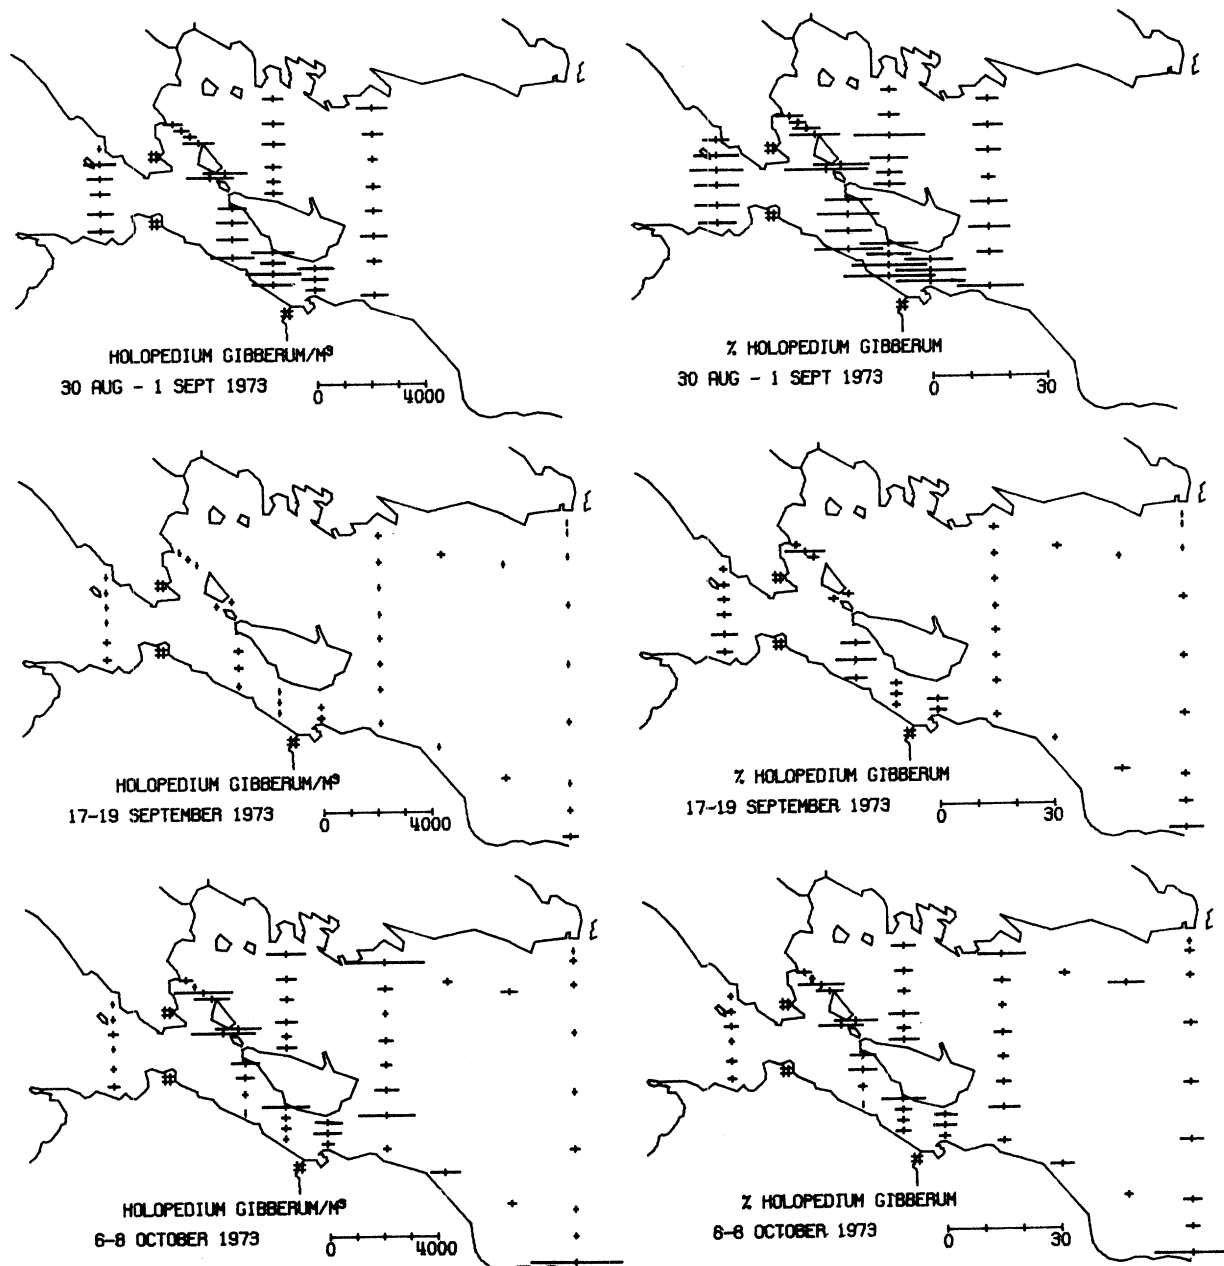 HOLOPEDIUM GIBBERUM/M³
30 AUG - 1 SEPT 1973
0 4000
% HOLOPEDIUM GIBBERUM
30 AUG - 1 SEPT 1973
0 30
HOLOPEDIUM GIBBERUM/M³
17-19 SEPTEMBER 1973
0 4000
% HOLOPEDIUM GIBBERUM
17-19 SEPTEMBER 1973
0 30
HOLOPEDIUM GIBBERUM/M³
6-8 OCTOBER 1973
0 4000
% HOLOPEDIUM GIBBERUM
6-8 OCTOBER 1973
0 30